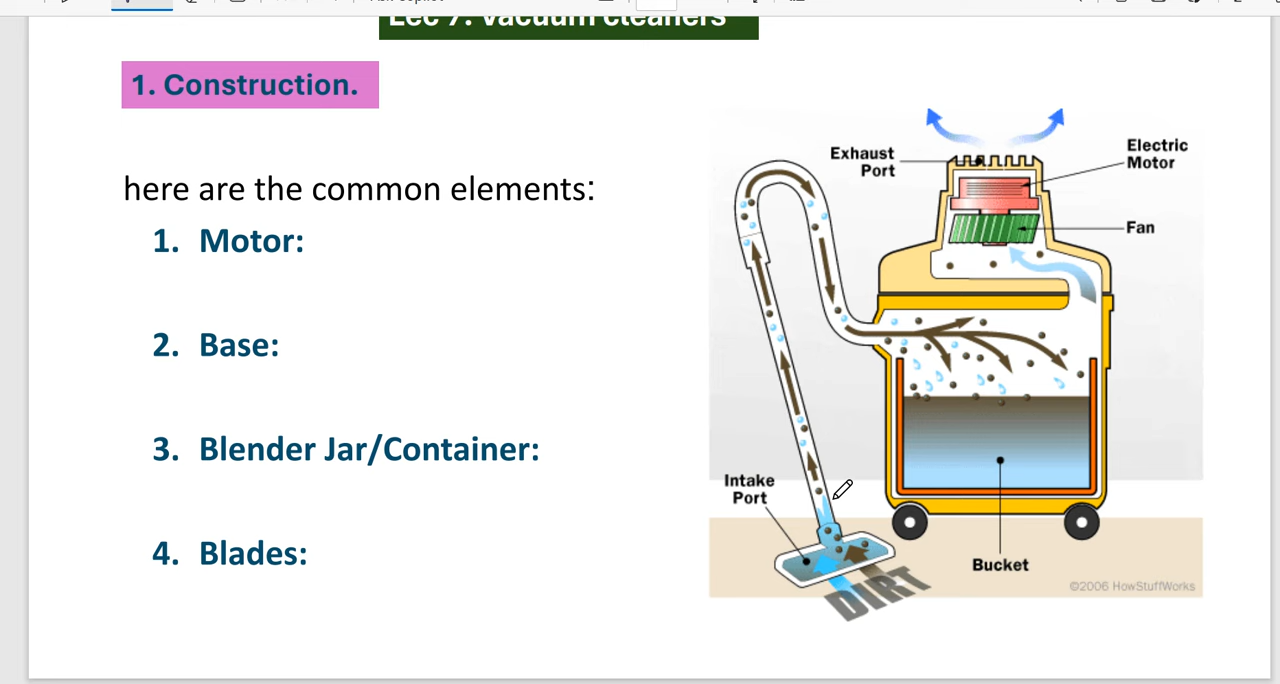 Lec 7. Vacuum cleaners
1. Construction.
here are the common elements:
1. Motor:
2. Base:
3. Blender Jar/Container:
4. Blades:
Exhaust
Port
Electric
Motor
Fan
Intake
Port
Bucket
DIRT
©2006 HowStuffWorks